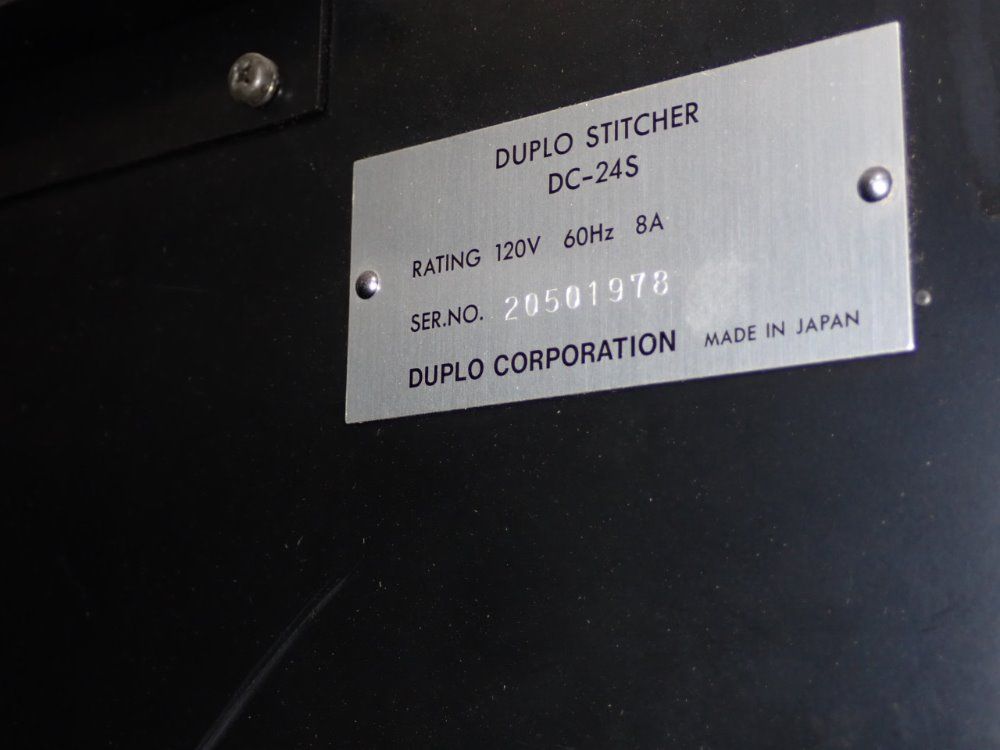 DUPLO STITCHER
DC-24S
RATING 120V 60Hz 8A
SER.NO. 20501978
DUPLO CORPORATION MADE IN JAPAN